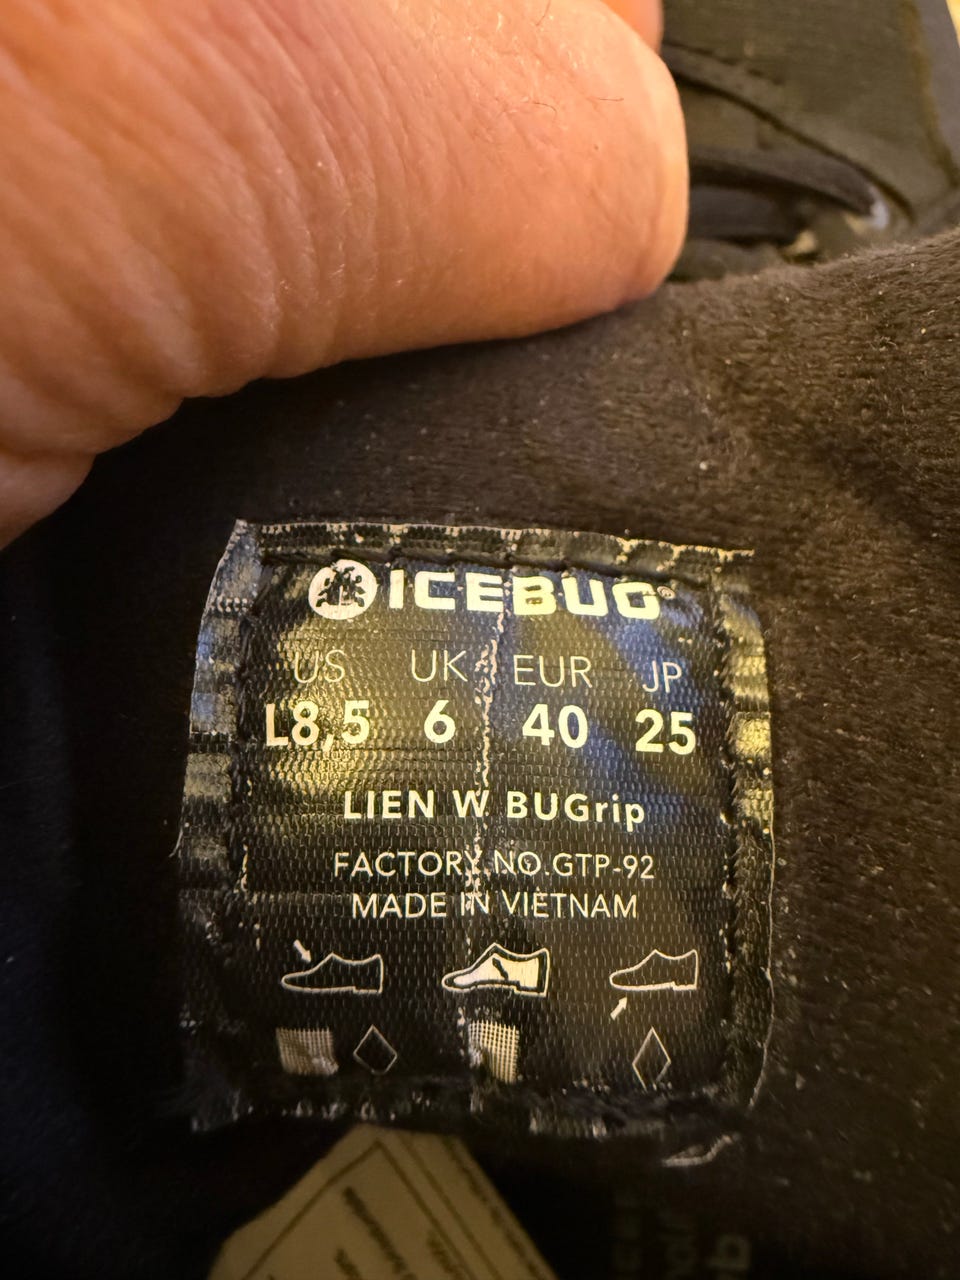 ICEBUG®
US UK EUR JP
L8,5 6 40 25
LIEN W BUGrip
FACTORY NO.GTP-92
MADE IN VIETNAM